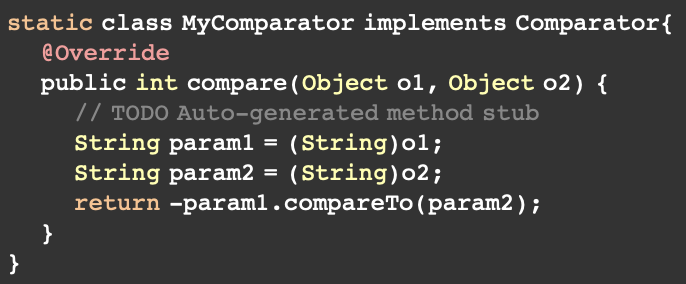 static class MyComparator implements Comparator{
@Override
public int compare(Object o1, Object o2) {
// TODO Auto-generated method stub
String param1 = (String)o1;
String param2 = (String)o2;
return -param1.compareTo(param2);
}
}